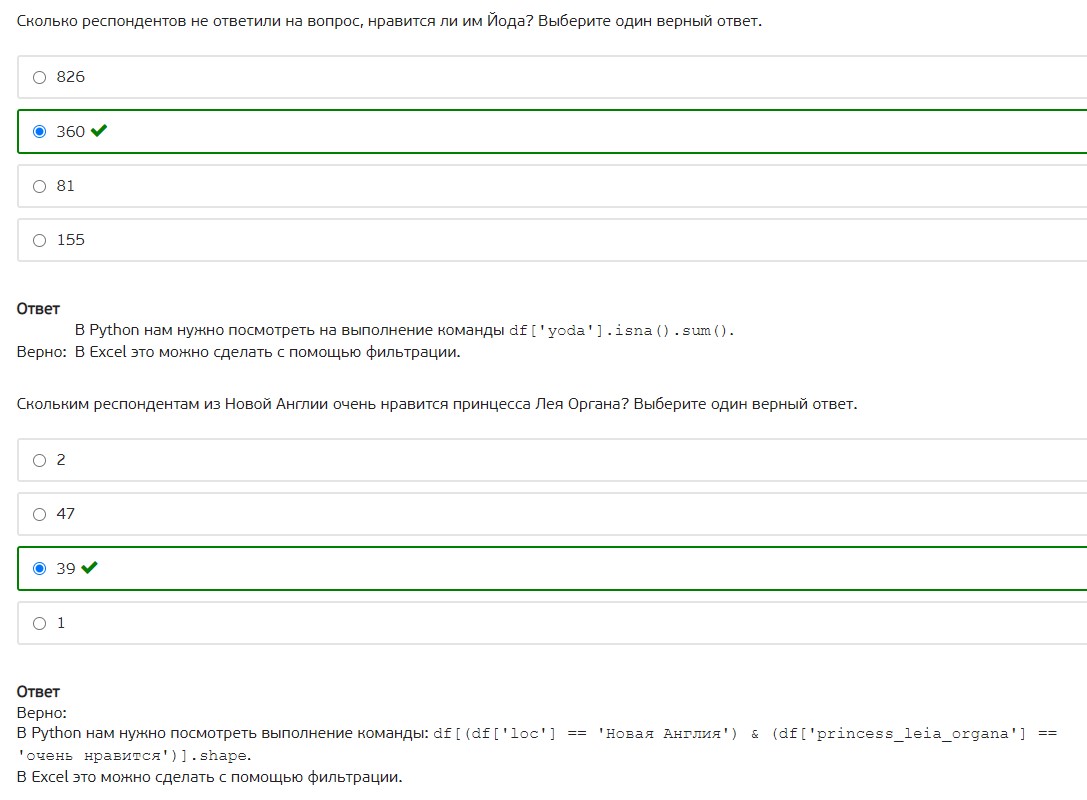 Сколько респондентов не ответили на вопрос, нравится ли им Йода? Выберите один верный ответ.
826
360
81
155
Ответ
В Python нам нужно посмотреть на выполнение команды df['yoda'].isna().sum().
Верно: В Excel это можно сделать с помощью фильтрации.
Скольким респондентам из Новой Англии очень нравится принцесса Лея Органа? Выберите один верный ответ.
2
47
39
1
Ответ
Верно:
В Python нам нужно посмотреть выполнение команды: df[(df['loc'] == 'Новая Англия') & (df['princess_leia_organa'] ==
'очень нравится')].shape.
В Excel это можно сделать с помощью фильтрации.